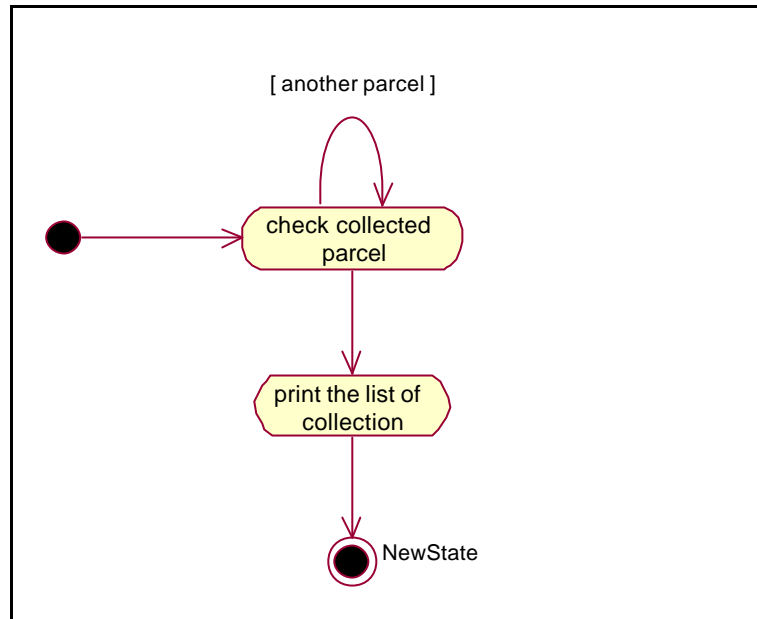 [ another parcel ]
check collected
parcel
print the list of
collection
NewState